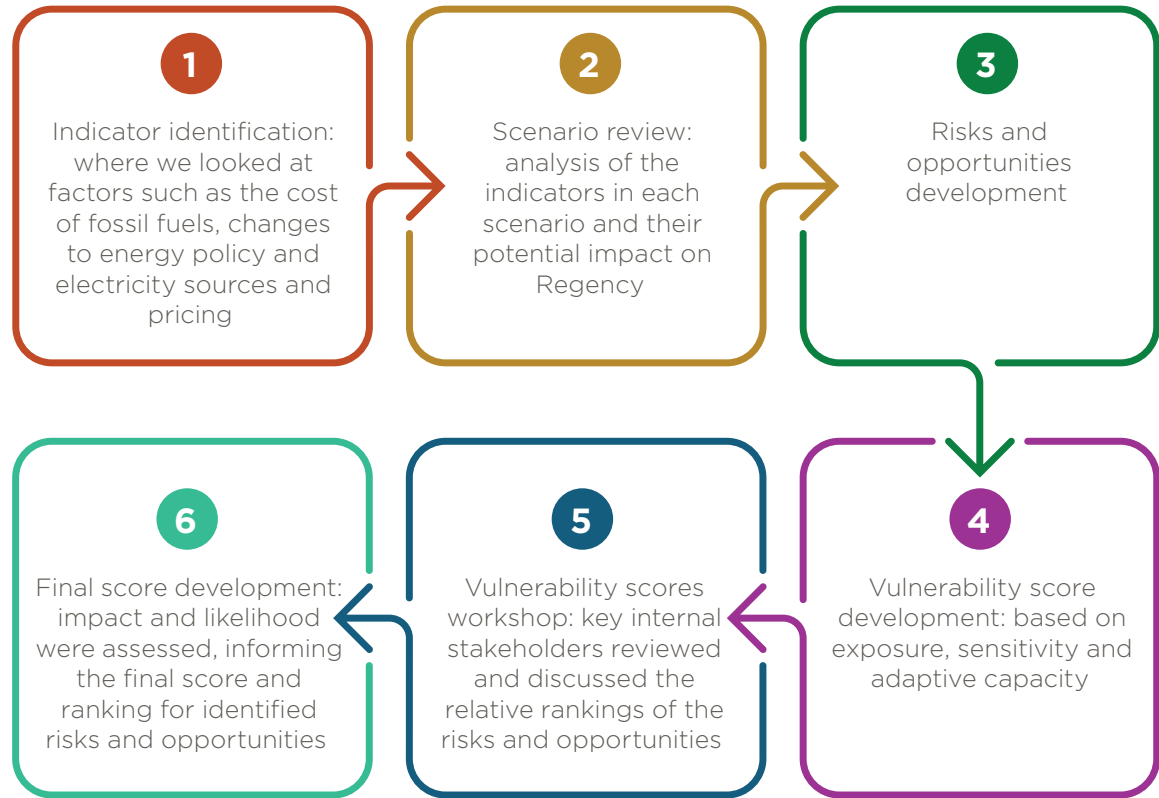 1
Indicator identification:
where we looked at
factors such as the cost
of fossil fuels, changes
to energy policy and
electricity sources and
pricing
2
Scenario review:
analysis of the
indicators in each
scenario and their
potential impact on
Regency
3
Risks and
opportunities
development
4
Vulnerability score
development: based on
exposure, sensitivity and
adaptive capacity
5
Vulnerability scores
workshop: key internal
stakeholders reviewed
and discussed the
relative rankings of the
risks and opportunities
6
Final score development:
impact and likelihood
were assessed, informing
the final score and
ranking for identified
risks and opportunities